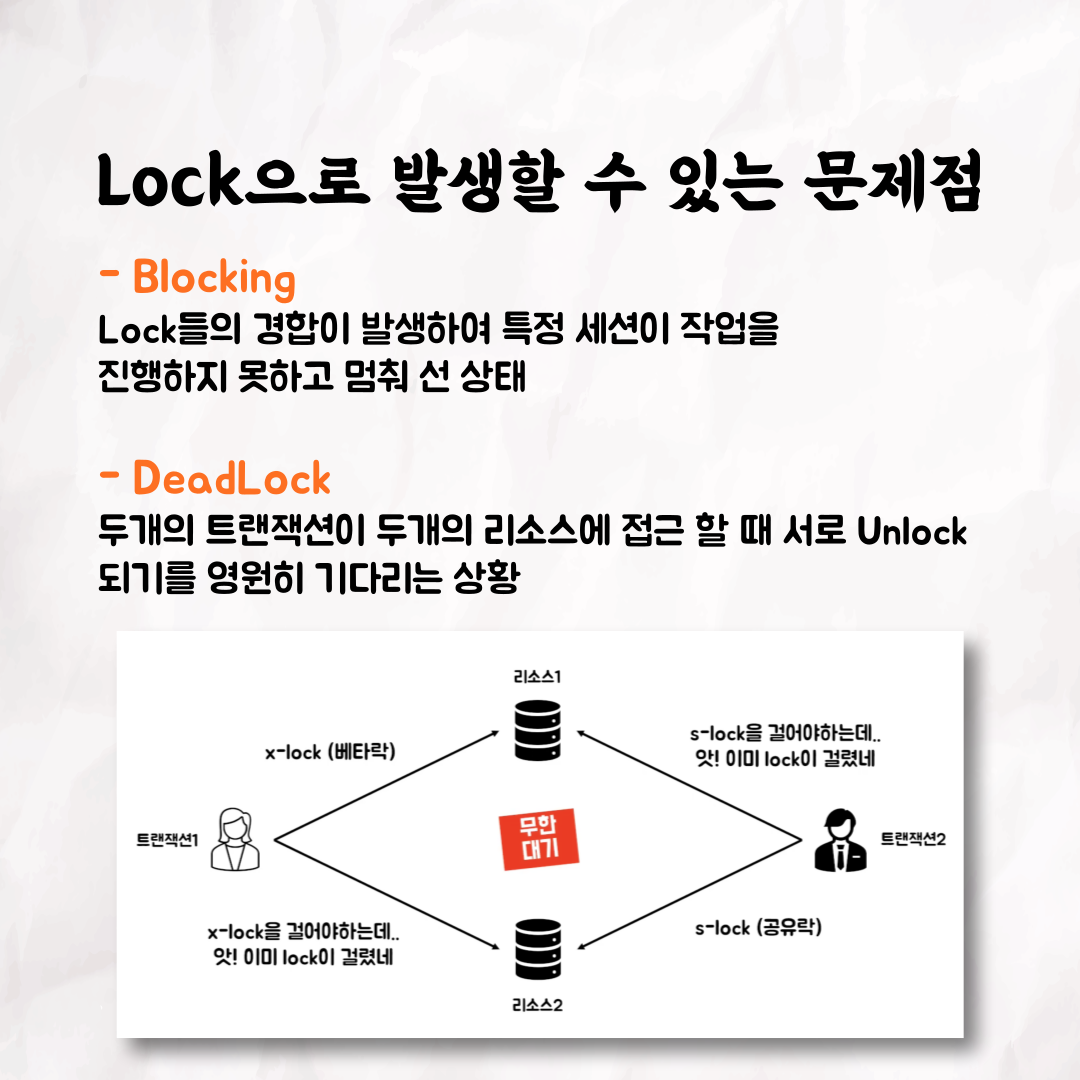 Lock으로 발생할 수 있는 문제점
- Blocking
Lock들의 경합이 발생하여 특정 세션이 작업을
진행하지 못하고 멈춰 선 상태
- DeadLock
두개의 트랜잭션이 두개의 리소스에 접근 할 때 서로 Unlock
되기를 영원히 기다리는 상황
리소스1
x-lock (베타락)
s-lock을 걸어야하는데..
앗! 이미 lock이 걸렸네
트랜잭션1
무한
대기
트랜잭션2
x-lock을 걸어야하는데..
앗! 이미 lock이 걸렸네
s-lock (공유락)
리소스2